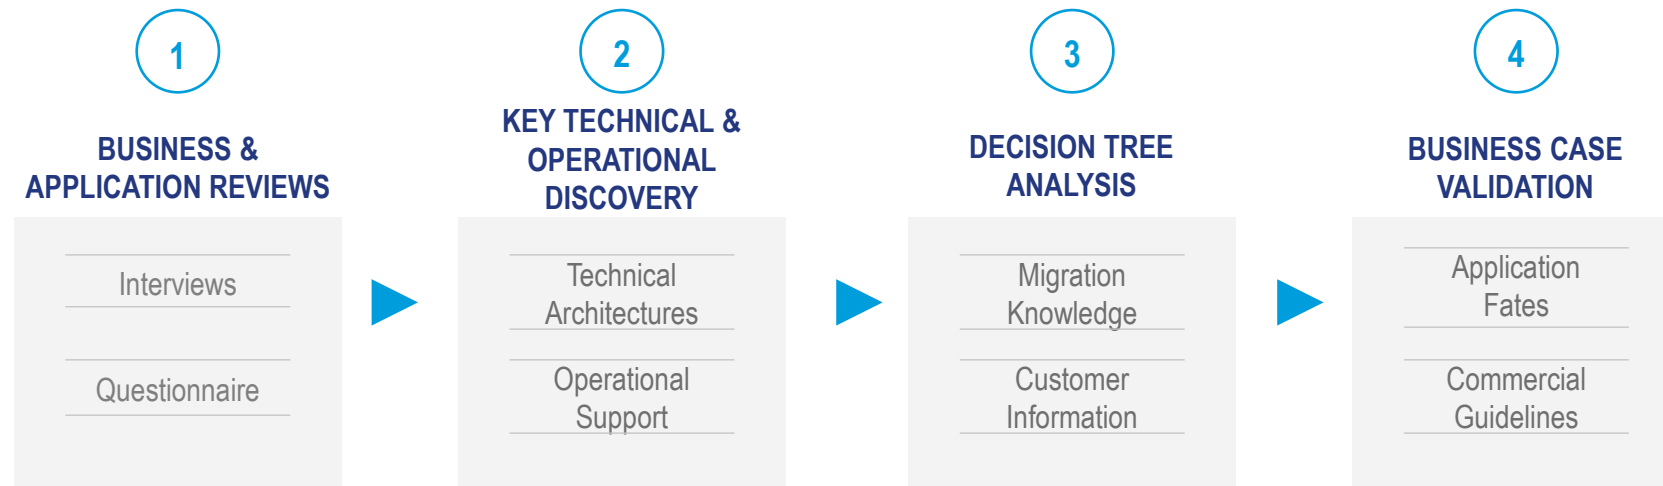 1
BUSINESS &
APPLICATION REVIEWS
Interviews
Questionnaire
2
KEY TECHNICAL &
OPERATIONAL
DISCOVERY
Technical
Architectures
Operational
Support
3
DECISION TREE
ANALYSIS
Migration
Knowledge
Customer
Information
4
BUSINESS CASE
VALIDATION
Application
Fates
Commercial
Guidelines